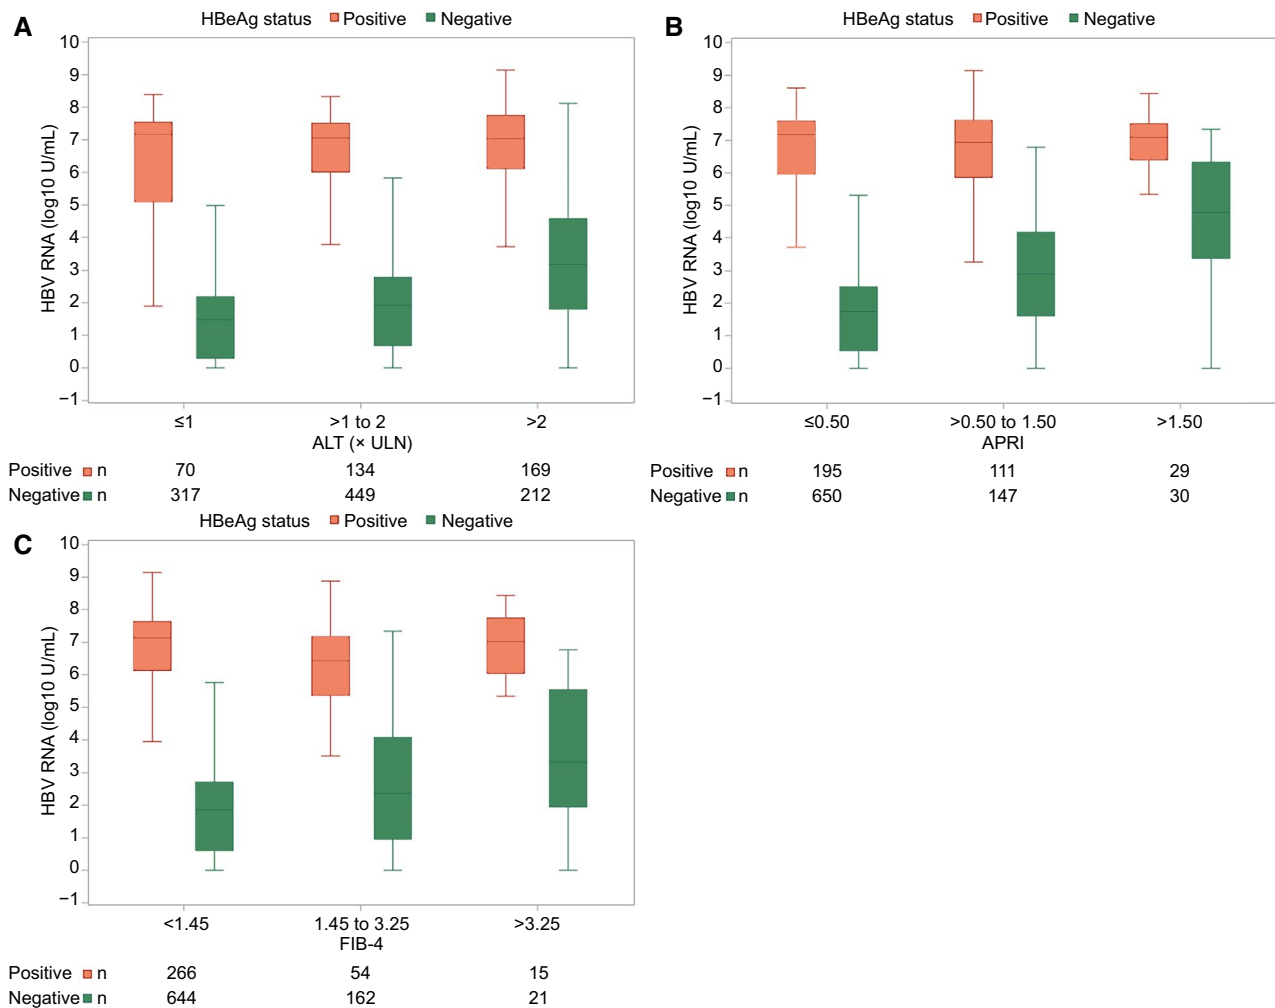 A
HBeAg status Positive Negative
10
9
8
7
6
5
4
3
2
1
0
−1
HBV RNA (log10 U/mL)
≤1 >1 to 2 >2
ALT (× ULN)
Positive n 70 134 169
Negative n 317 449 212
B
HBeAg status Positive Negative
10
9
8
7
6
5
4
3
2
1
0
−1
HBV RNA (log10 U/mL)
≤0.50 >0.50 to 1.50 >1.50
APRI
Positive n 195 111 29
Negative n 650 147 30
C
HBeAg status Positive Negative
10
9
8
7
6
5
4
3
2
1
0
−1
HBV RNA (log10 U/mL)
<1.45 1.45 to 3.25 >3.25
FIB-4
Positive n 266 54 15
Negative n 644 162 21